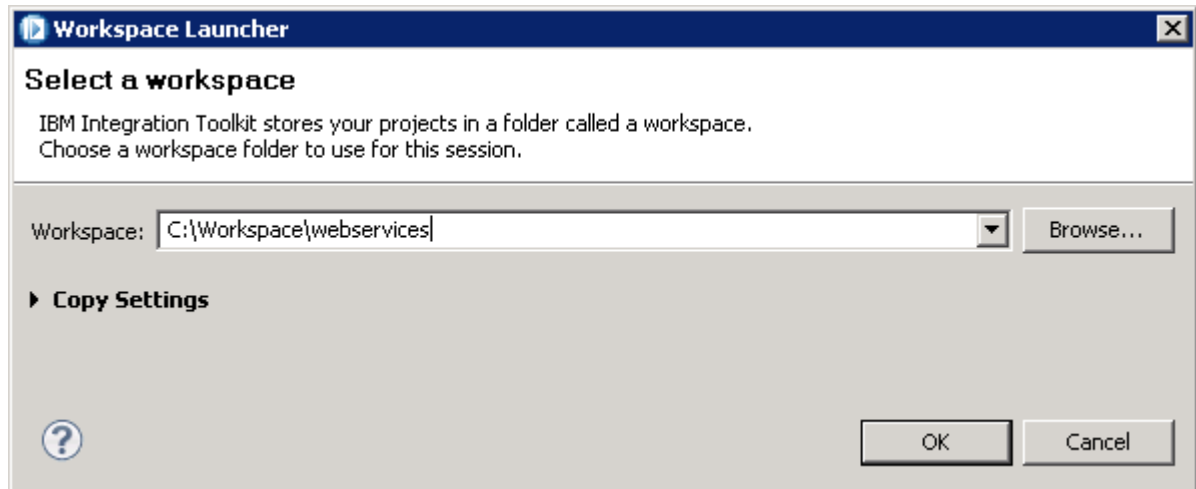 Workspace Launcher
Select a workspace
IBM Integration Toolkit stores your projects in a folder called a workspace.
Choose a workspace folder to use for this session.
Workspace: C:\Workspace\webservices Browse...
Copy Settings
? OK Cancel